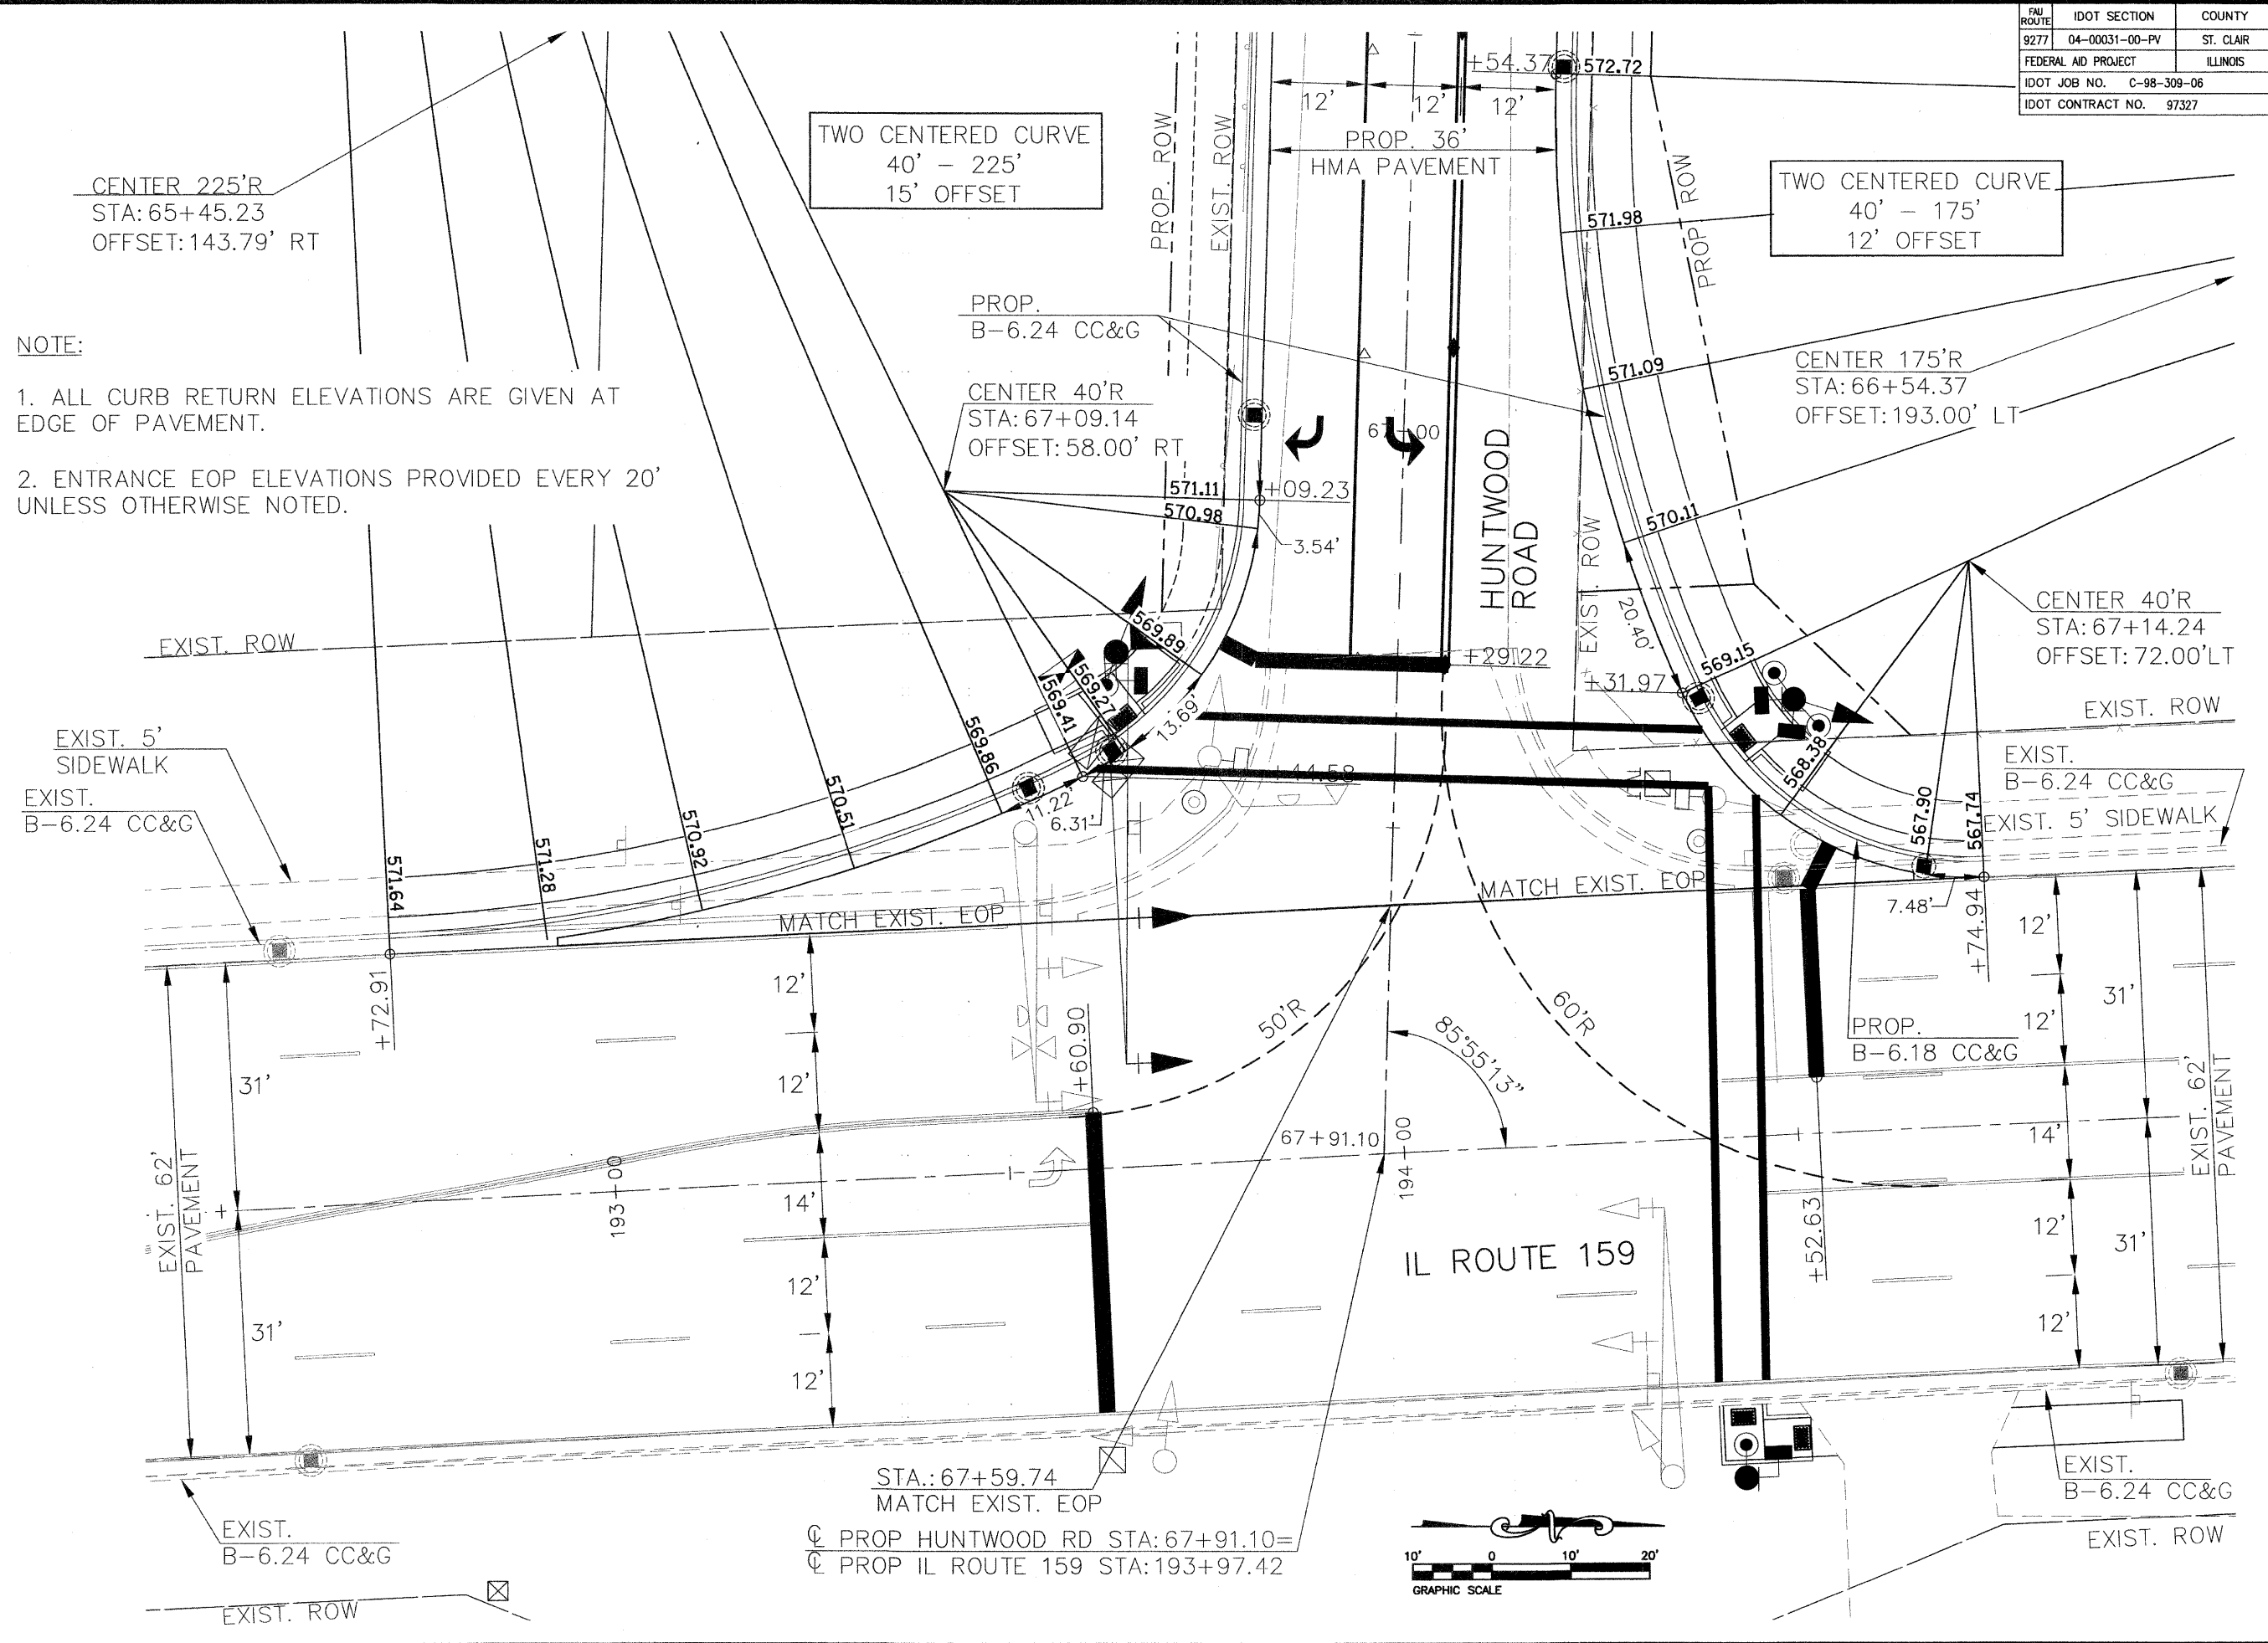 FAU ROUTE IDOT SECTION COUNTY
9277 04-00031-00-PV ST. CLAIR
FEDERAL AID PROJECT ILLINOIS
IDOT JOB NO. C-98-309-06
IDOT CONTRACT NO. 97327
CENTER 225'R
STA:65+45.23
OFFSET:143.79' RT
TWO CENTERED CURVE
40' - 225'
15' OFFSET
PROP. ROW
EXIST. ROW
12'
12'
12'
+54.37
572.72
PROP. 36'
HMA PAVEMENT
571.98
PROP ROW
TWO CENTERED CURVE
40' - 175'
12' OFFSET
NOTE:
1. ALL CURB RETURN ELEVATIONS ARE GIVEN AT
EDGE OF PAVEMENT.
2. ENTRANCE EOP ELEVATIONS PROVIDED EVERY 20'
UNLESS OTHERWISE NOTED.
PROP.
B-6.24 CC&G
CENTER 40'R
STA:67+09.14
OFFSET:58.00' RT
571.11
+09.23
570.98
3.54'
67+00
HUNTWOOD
ROAD
571.09
CENTER 175'R
STA:66+54.37
OFFSET:193.00' LT
570.11
EXIST. ROW
20.40'
CENTER 40'R
STA:67+14.24
OFFSET:72.00'LT
EXIST. ROW
569.89
569.27
569.41
13.69'
+29.22
+31.97
569.15
EXIST. ROW
EXIST. 5'
SIDEWALK
EXIST.
B-6.24 CC&G
571.64
571.28
570.92
570.51
569.86
11.22'
6.31'
+44.58
568.38
567.90
567.74
EXIST.
B-6.24 CC&G
EXIST. 5' SIDEWALK
MATCH EXIST. EOP
MATCH EXIST. EOP
7.48'
+74.94
+72.91
12'
12'
14'
12'
12'
31'
31'
EXIST. 62'
PAVEMENT
193+00
+60.90
50'R
60'R
85°55'13"
67+91.10
194+00
IL ROUTE 159
+52.63
PROP.
B-6.18 CC&G
12'
12'
14'
12'
12'
31'
31'
EXIST. 62'
PAVEMENT
STA.:67+59.74
MATCH EXIST. EOP
℄ PROP HUNTWOOD RD STA:67+91.10=
℄ PROP IL ROUTE 159 STA:193+97.42
EXIST.
B-6.24 CC&G
EXIST. ROW
10' 0 10' 20'
GRAPHIC SCALE
EXIST.
B-6.24 CC&G
EXIST. ROW